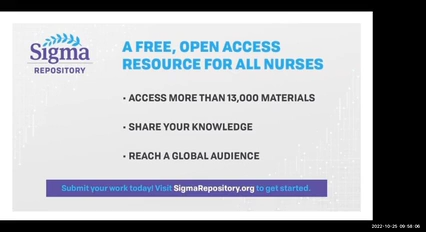 Sigma
REPOSITORY
A FREE, OPEN ACCESS
RESOURCE FOR ALL NURSES
· ACCESS MORE THAN 13,000 MATERIALS
· SHARE YOUR KNOWLEDGE
· REACH A GLOBAL AUDIENCE
Submit your work today! Visit SigmaRepository.org to get started.
2022-10-25 09:58:06